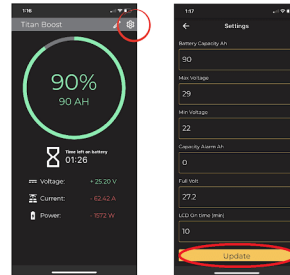 1:16
Titan Boost
90%
90 AH
Time left on battery
01:26
Voltage: + 25.20 V
Current: - 62.42 A
Power: - 1572 W
1:17
Settings
Battery Capacity Ah
90
Max Voltage
29
Min Voltage
22
Capacity Alarm Ah
0
Full Volt
27.2
LCD On time (min)
10
Update